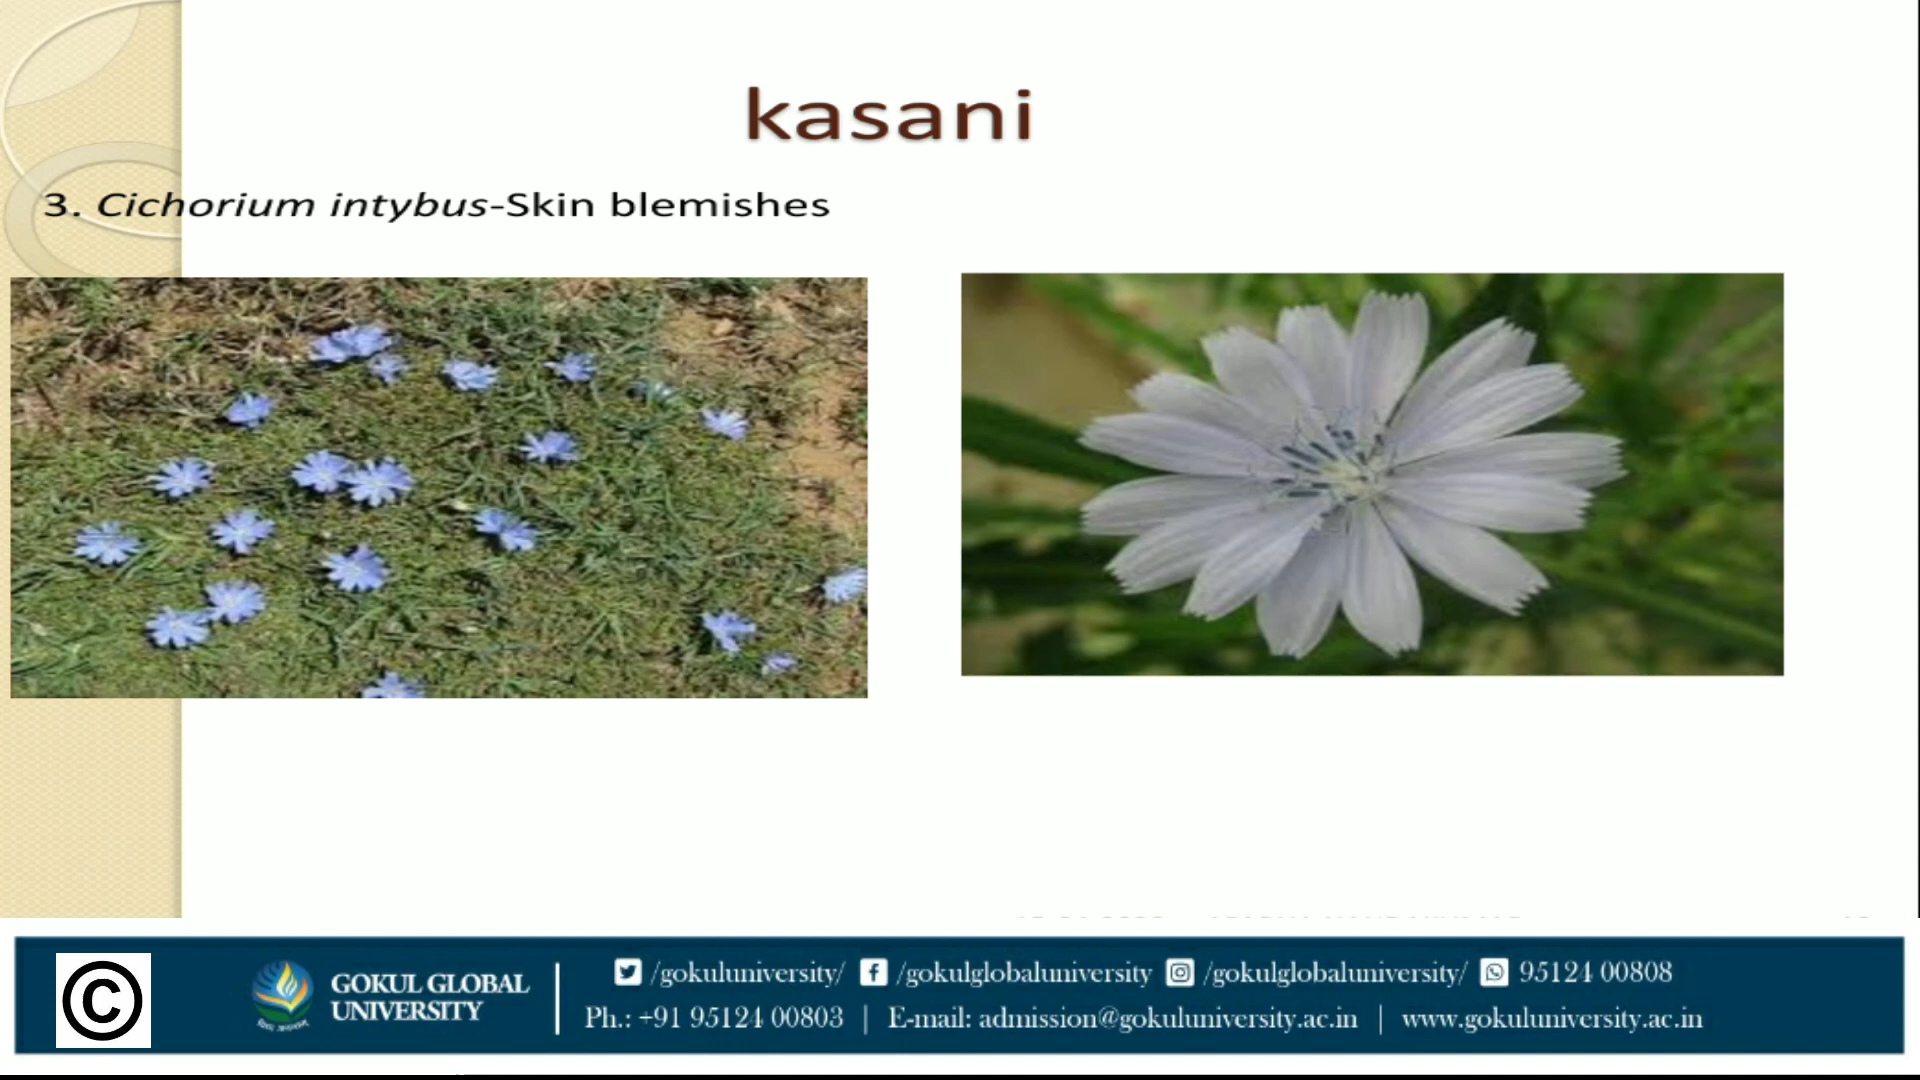 kasani
3. Cichorium intybus-Skin blemishes
©
GOKUL GLOBAL
UNIVERSITY
/gokuluniversity/ /gokulglobaluniversity /gokulglobaluniversity/ 95124 00808
Ph.: +91 95124 00803 | E-mail: admission@gokuluniversity.ac.in | www.gokuluniversity.ac.in